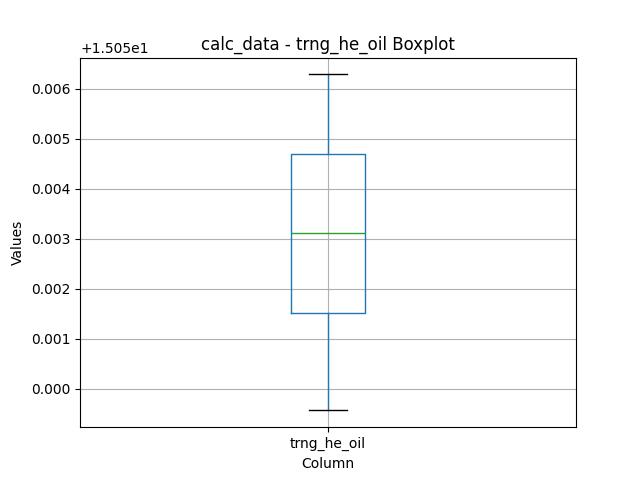 calc_data - trng_he_oil Boxplot
+1.505e1
0.006
0.005
0.004
0.003
0.002
0.001
0.000
Values
trng_he_oil
Column